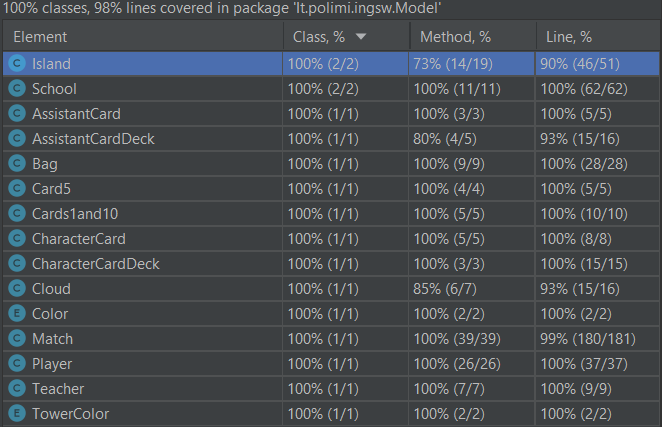 100% classes, 98% lines covered in package 'It.polimi.ingsw.Model'
Element Class, % Method, % Line, %
C Island 100% (2/2) 73% (14/19) 90% (46/51)
C School 100% (2/2) 100% (11/11) 100% (62/62)
C AssistantCard 100% (1/1) 100% (3/3) 100% (5/5)
C AssistantCardDeck 100% (1/1) 80% (4/5) 93% (15/16)
C Bag 100% (1/1) 100% (9/9) 100% (28/28)
C Card5 100% (1/1) 100% (4/4) 100% (5/5)
C Cards1and10 100% (1/1) 100% (5/5) 100% (10/10)
C CharacterCard 100% (1/1) 100% (5/5) 100% (8/8)
C CharacterCardDeck 100% (1/1) 100% (3/3) 100% (15/15)
C Cloud 100% (1/1) 85% (6/7) 93% (15/16)
E Color 100% (1/1) 100% (2/2) 100% (2/2)
C Match 100% (1/1) 100% (39/39) 99% (180/181)
C Player 100% (1/1) 100% (26/26) 100% (37/37)
C Teacher 100% (1/1) 100% (7/7) 100% (9/9)
E TowerColor 100% (1/1) 100% (2/2) 100% (2/2)